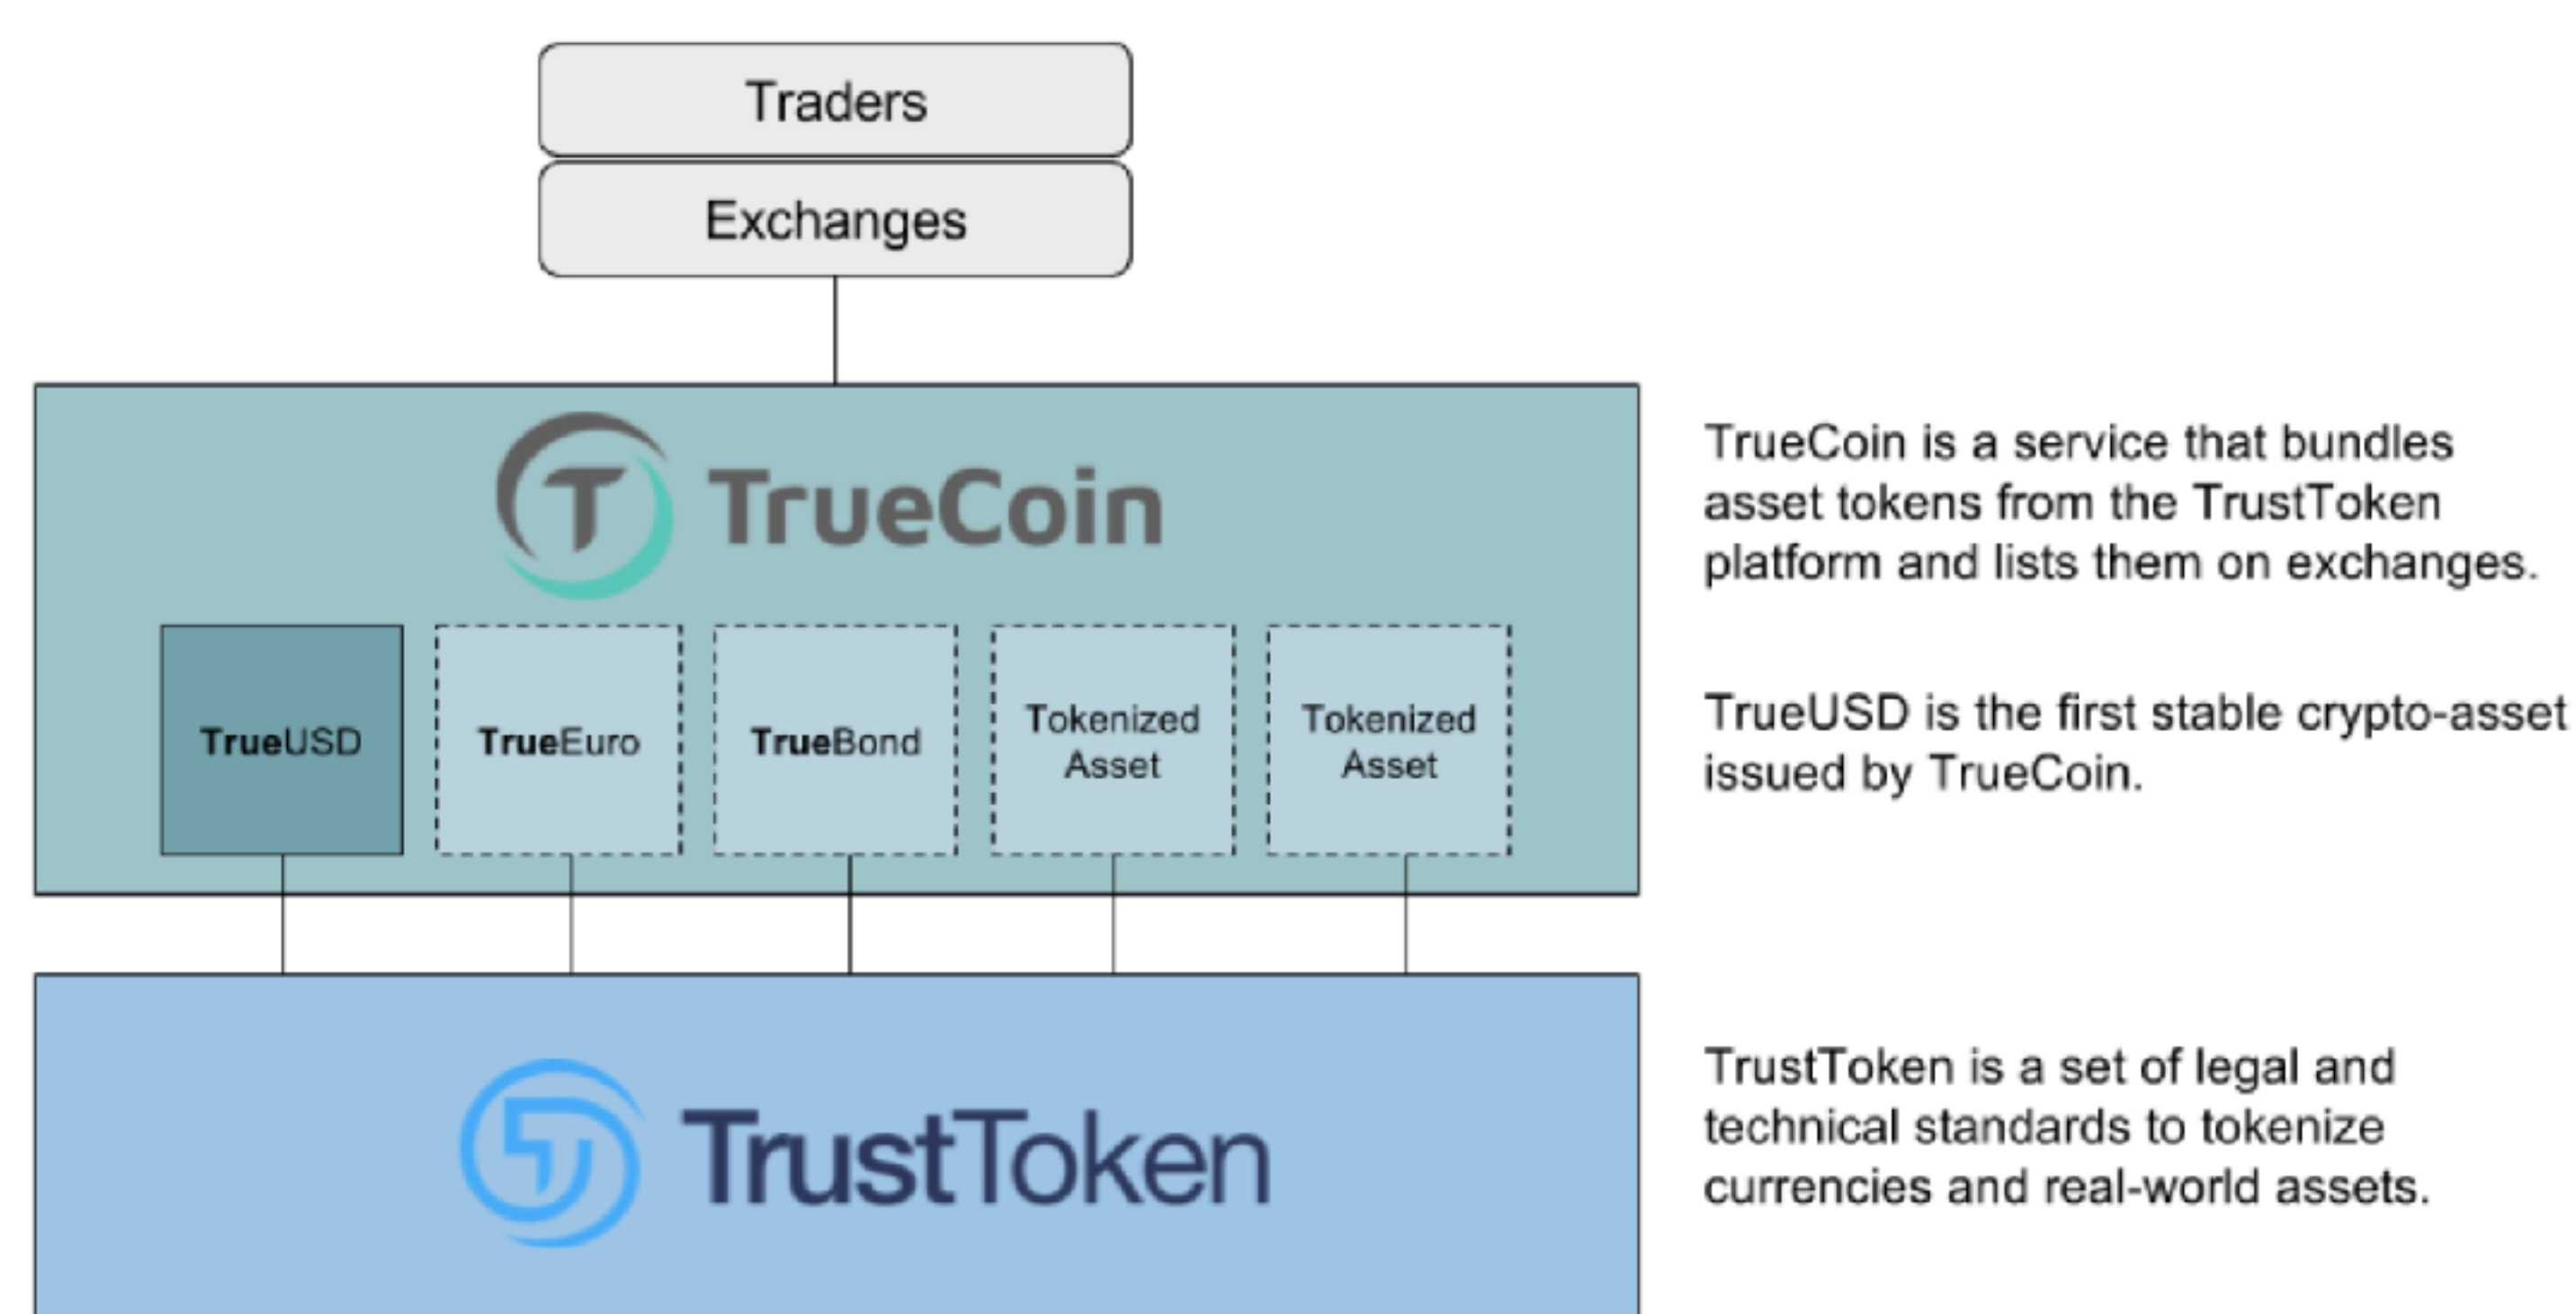 Traders
Exchanges
TrueCoin
TrueCoin is a service that bundles
asset tokens from the TrustToken
platform and lists them on exchanges.
TrueUSD
TrueEuro
TrueBond
Tokenized
Asset
Tokenized
Asset
TrueUSD is the first stable crypto-asset
issued by TrueCoin.
TrustToken
TrustToken is a set of legal and
technical standards to tokenize
currencies and real-world assets.